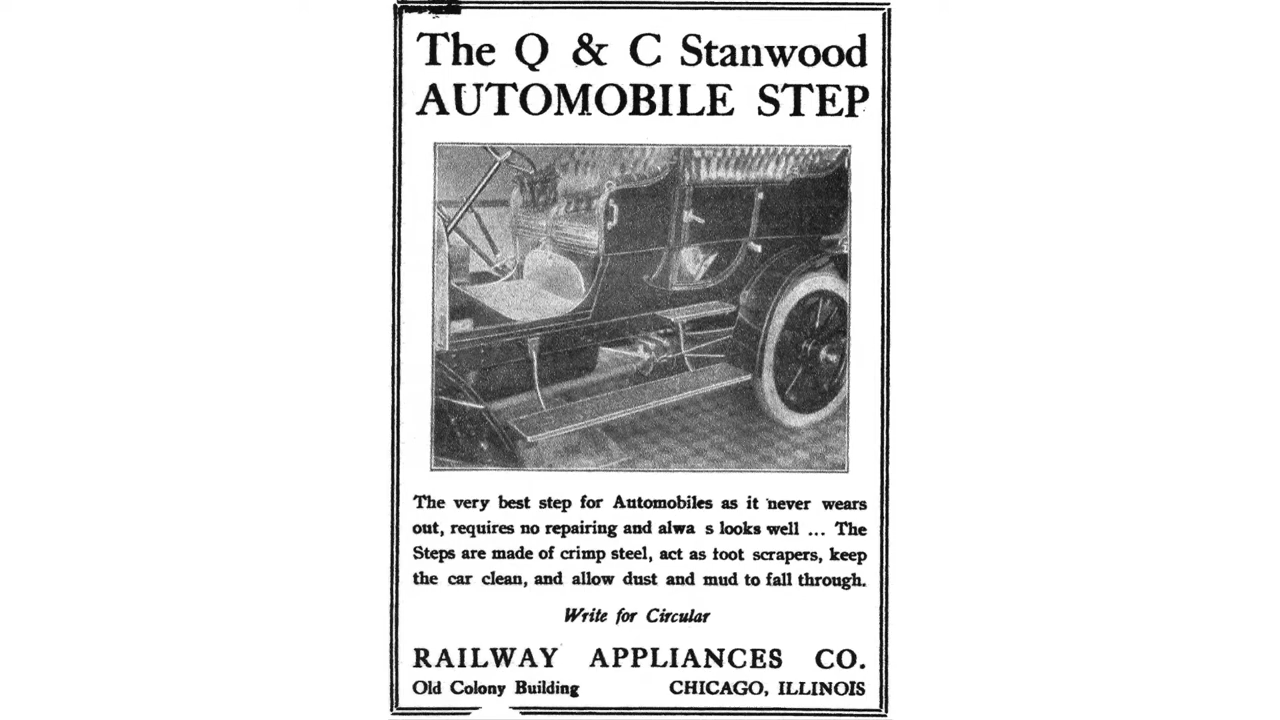 The Q & C Stanwood
AUTOMOBILE STEP
The very best step for Automobiles as it never wears
out, requires no repairing and alwa s looks well ... The
Steps are made of crimp steel, act as foot scrapers, keep
the car clean, and allow dust and mud to fall through.
Write for Circular
RAILWAY APPLIANCES CO.
Old Colony Building CHICAGO, ILLINOIS